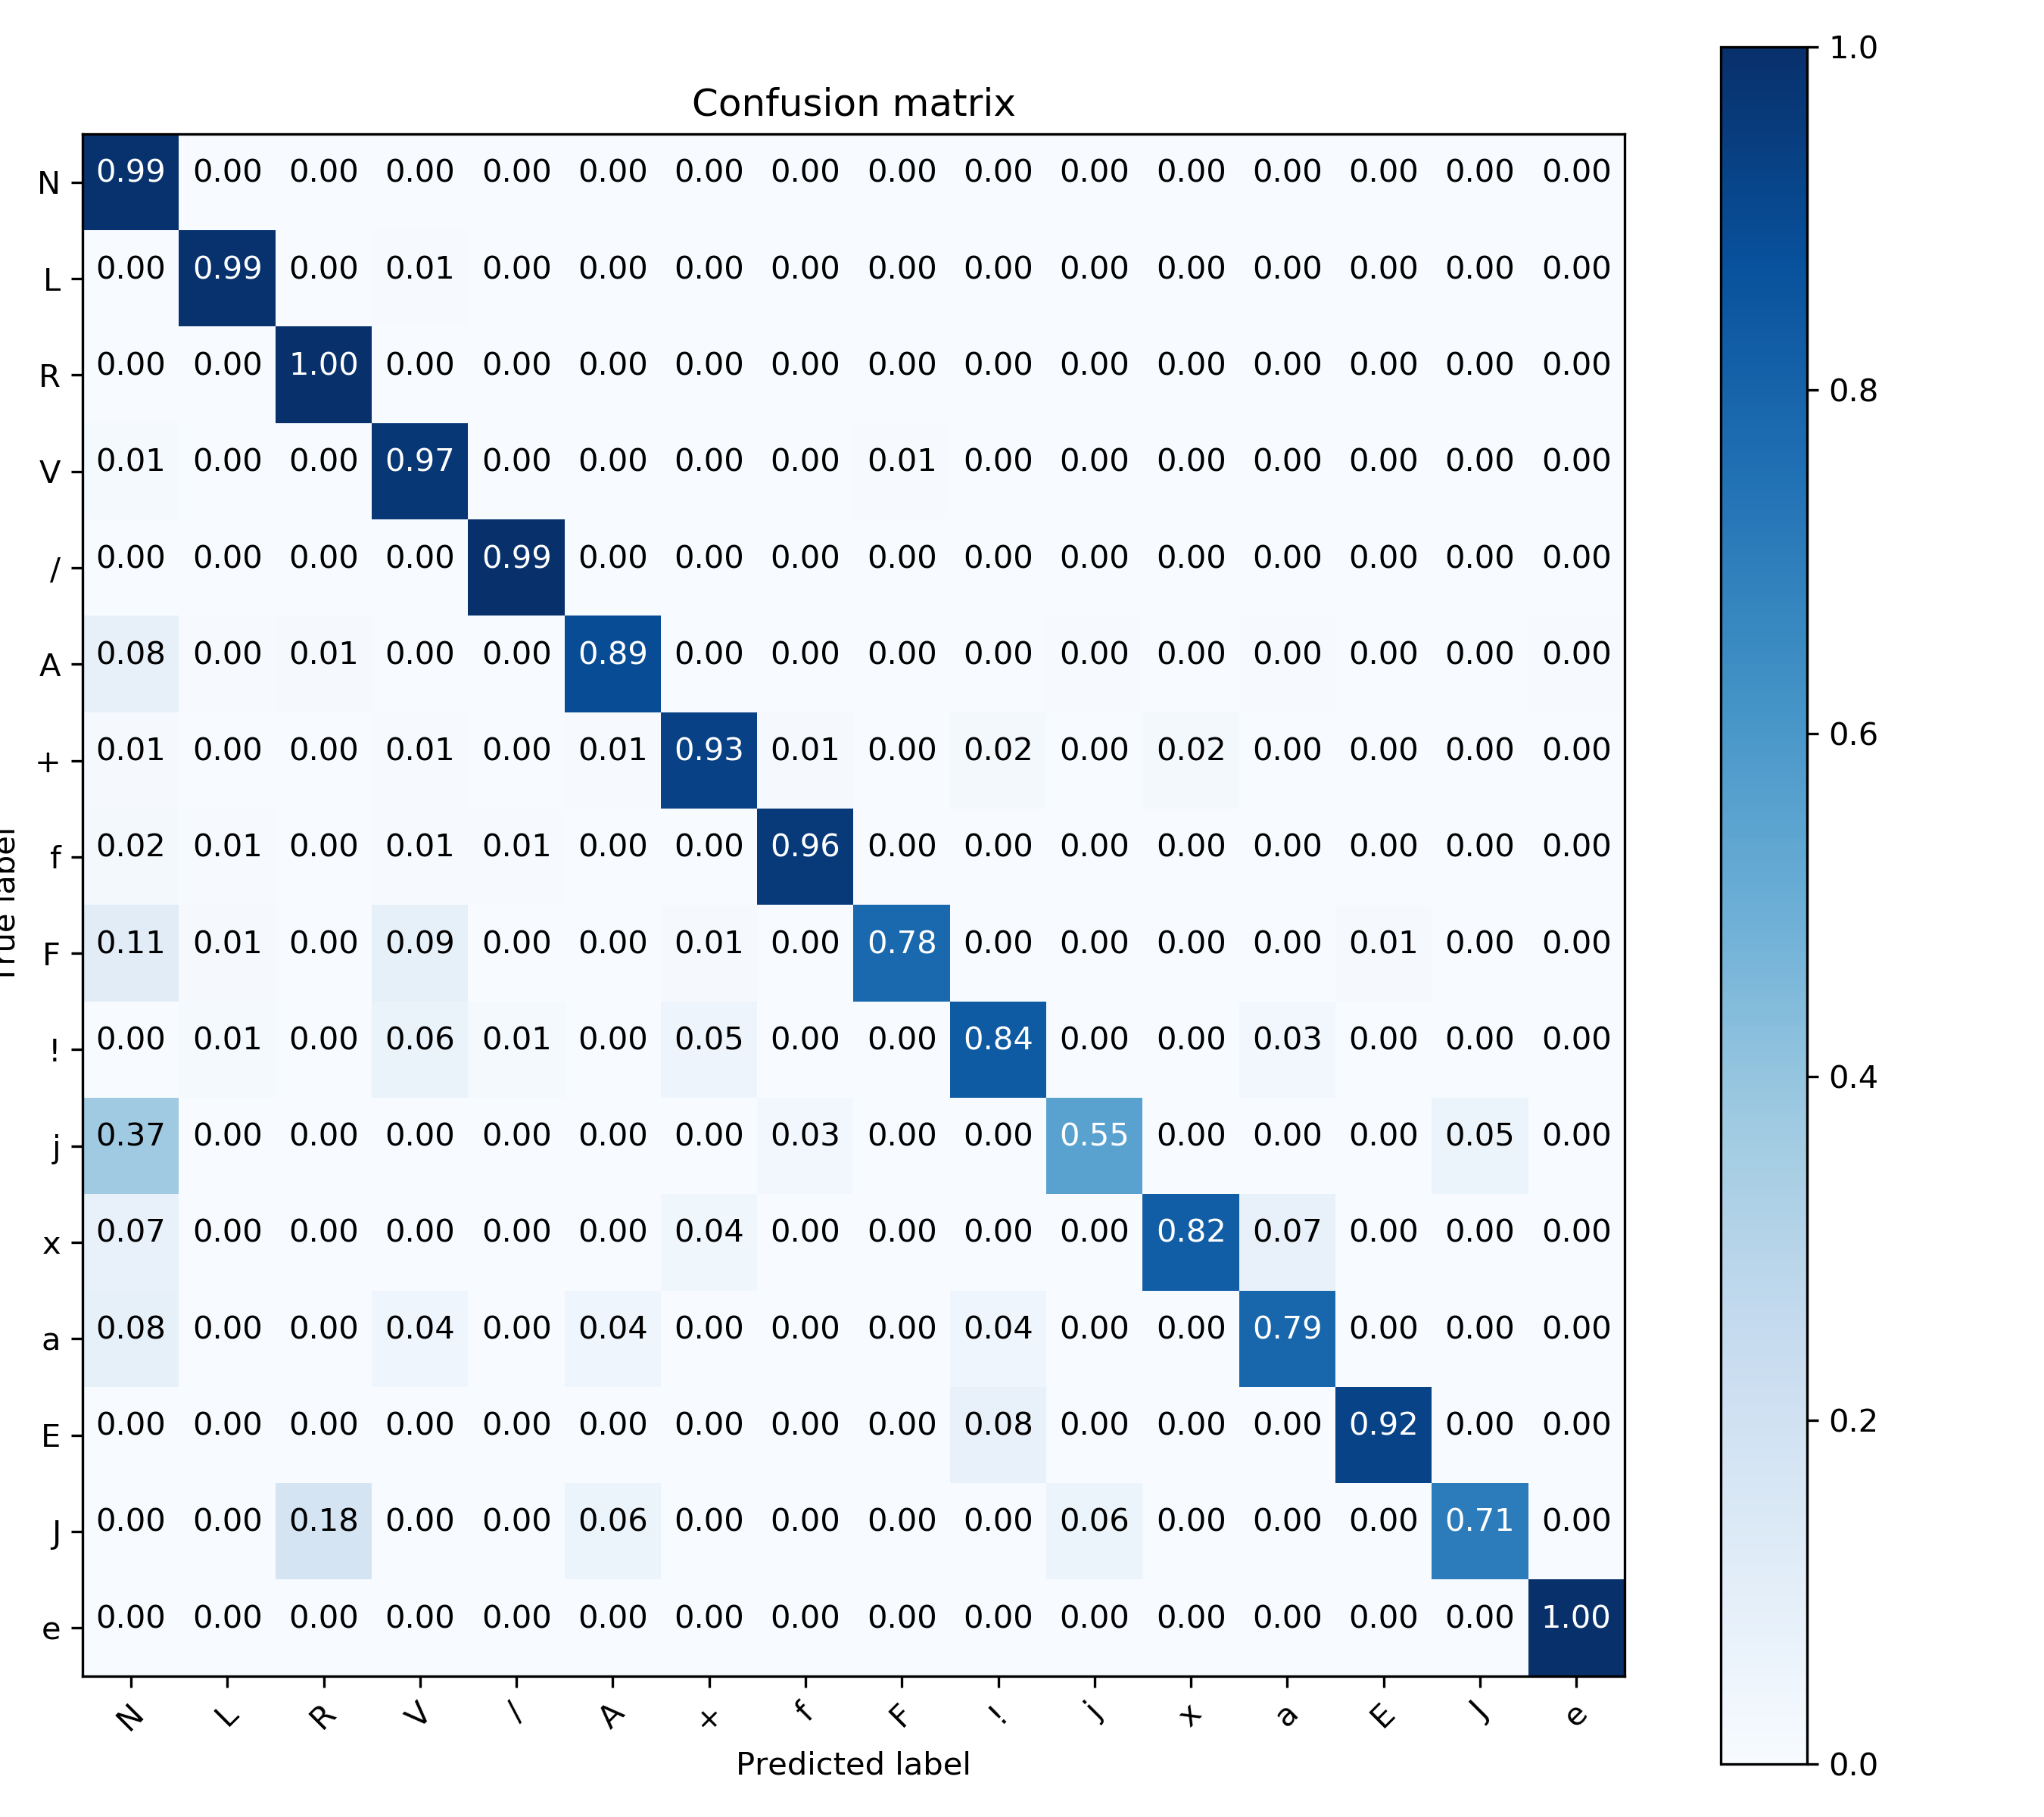 Confusion matrix
N 0.99 0.00 0.00 0.00 0.00 0.00 0.00 0.00 0.00 0.00 0.00 0.00 0.00 0.00 0.00 0.00
L 0.00 0.99 0.00 0.01 0.00 0.00 0.00 0.00 0.00 0.00 0.00 0.00 0.00 0.00 0.00 0.00
R 0.00 0.00 1.00 0.00 0.00 0.00 0.00 0.00 0.00 0.00 0.00 0.00 0.00 0.00 0.00 0.00
V 0.01 0.00 0.00 0.97 0.00 0.00 0.00 0.00 0.01 0.00 0.00 0.00 0.00 0.00 0.00 0.00
/ 0.00 0.00 0.00 0.00 0.99 0.00 0.00 0.00 0.00 0.00 0.00 0.00 0.00 0.00 0.00 0.00
A 0.08 0.00 0.01 0.00 0.00 0.89 0.00 0.00 0.00 0.00 0.00 0.00 0.00 0.00 0.00 0.00
+ 0.01 0.00 0.00 0.01 0.00 0.01 0.93 0.01 0.00 0.02 0.00 0.02 0.00 0.00 0.00 0.00
f 0.02 0.01 0.00 0.01 0.01 0.00 0.00 0.96 0.00 0.00 0.00 0.00 0.00 0.00 0.00 0.00
F 0.11 0.01 0.00 0.09 0.00 0.00 0.01 0.00 0.78 0.00 0.00 0.00 0.00 0.01 0.00 0.00
! 0.00 0.01 0.00 0.06 0.01 0.00 0.05 0.00 0.00 0.84 0.00 0.00 0.03 0.00 0.00 0.00
j 0.37 0.00 0.00 0.00 0.00 0.00 0.00 0.03 0.00 0.00 0.55 0.00 0.00 0.00 0.05 0.00
x 0.07 0.00 0.00 0.00 0.00 0.00 0.04 0.00 0.00 0.00 0.00 0.82 0.07 0.00 0.00 0.00
a 0.08 0.00 0.00 0.04 0.00 0.04 0.00 0.00 0.00 0.04 0.00 0.00 0.79 0.00 0.00 0.00
E 0.00 0.00 0.00 0.00 0.00 0.00 0.00 0.00 0.00 0.08 0.00 0.00 0.00 0.92 0.00 0.00
J 0.00 0.00 0.18 0.00 0.00 0.06 0.00 0.00 0.00 0.00 0.06 0.00 0.00 0.00 0.71 0.00
e 0.00 0.00 0.00 0.00 0.00 0.00 0.00 0.00 0.00 0.00 0.00 0.00 0.00 0.00 0.00 1.00
N L R V / A + f F ! j x a E J e
Predicted label
True label
1.0
0.8
0.6
0.4
0.2
0.0